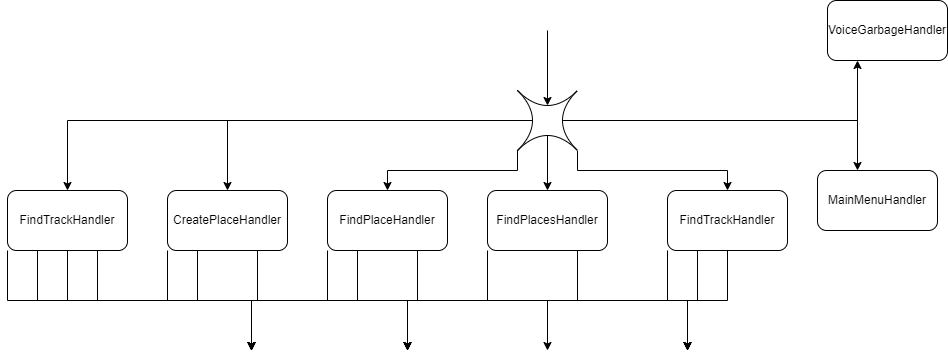 VoiceGarbageHandler
FindTrackHandler
CreatePlaceHandler
FindPlaceHandler
FindPlacesHandler
FindTrackHandler
MainMenuHandler